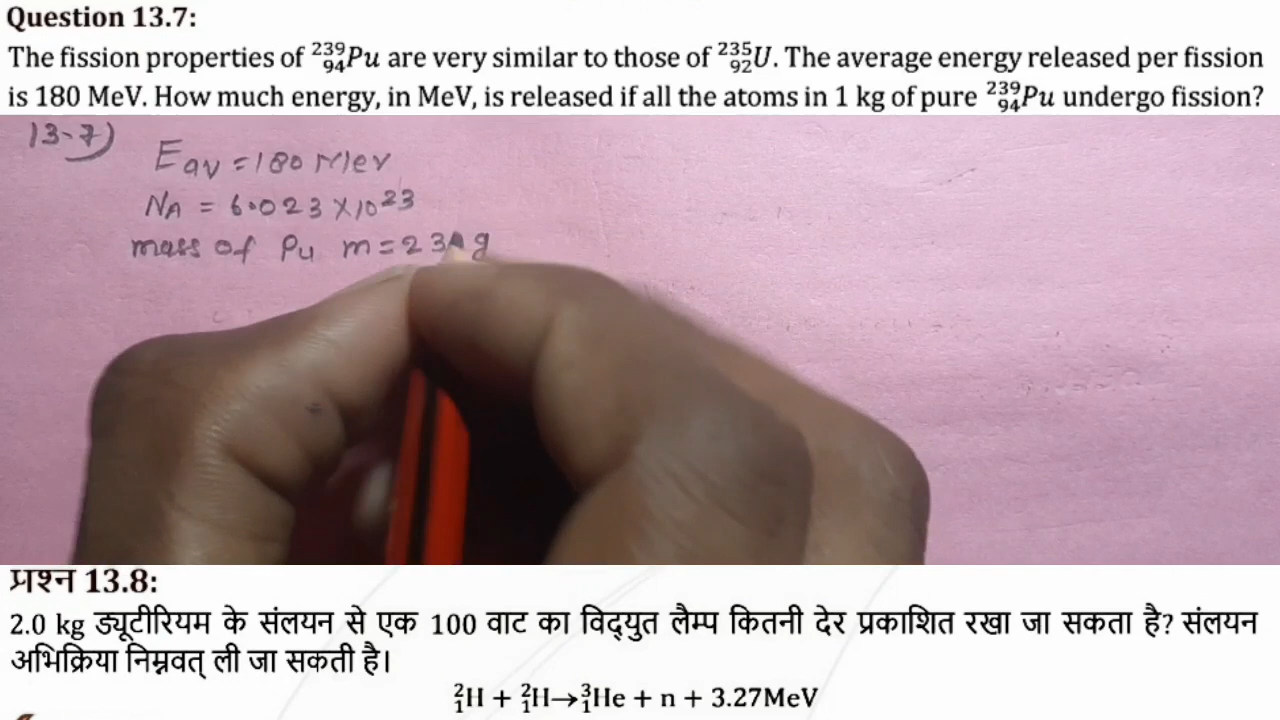 Question 13.7:
The fission properties of ²³⁹₉₄Pu are very similar to those of ²³⁵₉₂U. The average energy released per fission
is 180 MeV. How much energy, in MeV, is released if all the atoms in 1 kg of pure ²³⁹₉₄Pu undergo fission?
13-7)
Eav = 180 Mev
NA = 6.023 × 10²³
mass of Pu m = 23 g
प्रश्न 13.8:
2.0 kg ड्यूटीरियम के संलयन से एक 100 वाट का विद्युत लैम्प कितनी देर प्रकाशित रखा जा सकता है? संलयन
अभिक्रिया निम्नवत् ली जा सकती है।
²₁H + ²₁H→³₁He + n + 3.27MeV